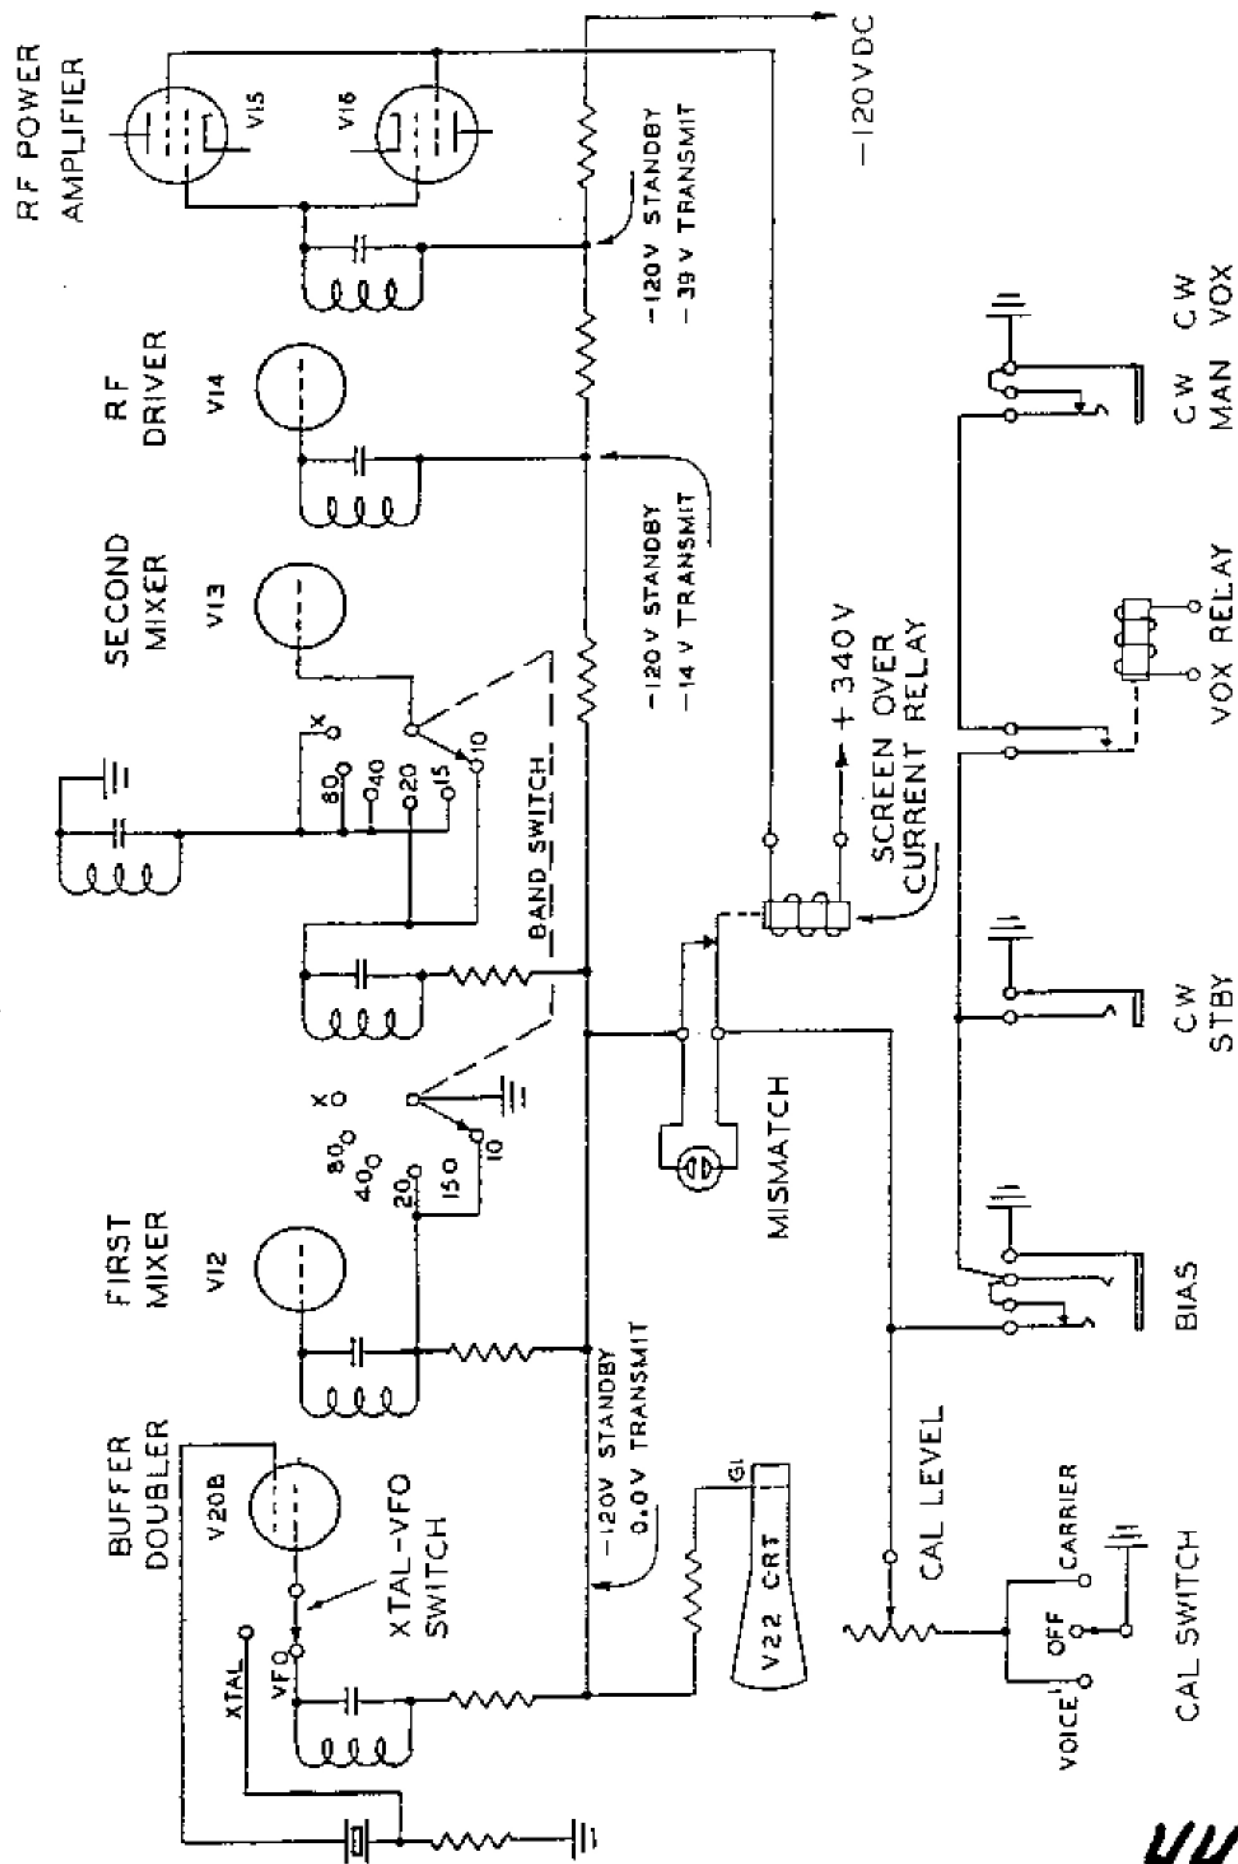 BUFFER
DOUBLER
V20B
FIRST
MIXER
V12
SECOND
MIXER
V13
RF
DRIVER
V14
RF POWER
AMPLIFIER
V15
V16
XTAL
VFO
XTAL-VFO
SWITCH
X
80
40
20
15
10
X
80
40
20
15
10
BAND SWITCH
-120V STANDBY
0.0V TRANSMIT
-120V STANDBY
-14 V TRANSMIT
-120V STANDBY
-39 V TRANSMIT
-120VDC
G1
V22 CRT
MISMATCH
+ 340V
SCREEN OVER
CURRENT RELAY
CAL LEVEL
VOICE
OFF
CARRIER
CAL SWITCH
BIAS
CW
STBY
VOX RELAY
CW
MAN
CW
VOX